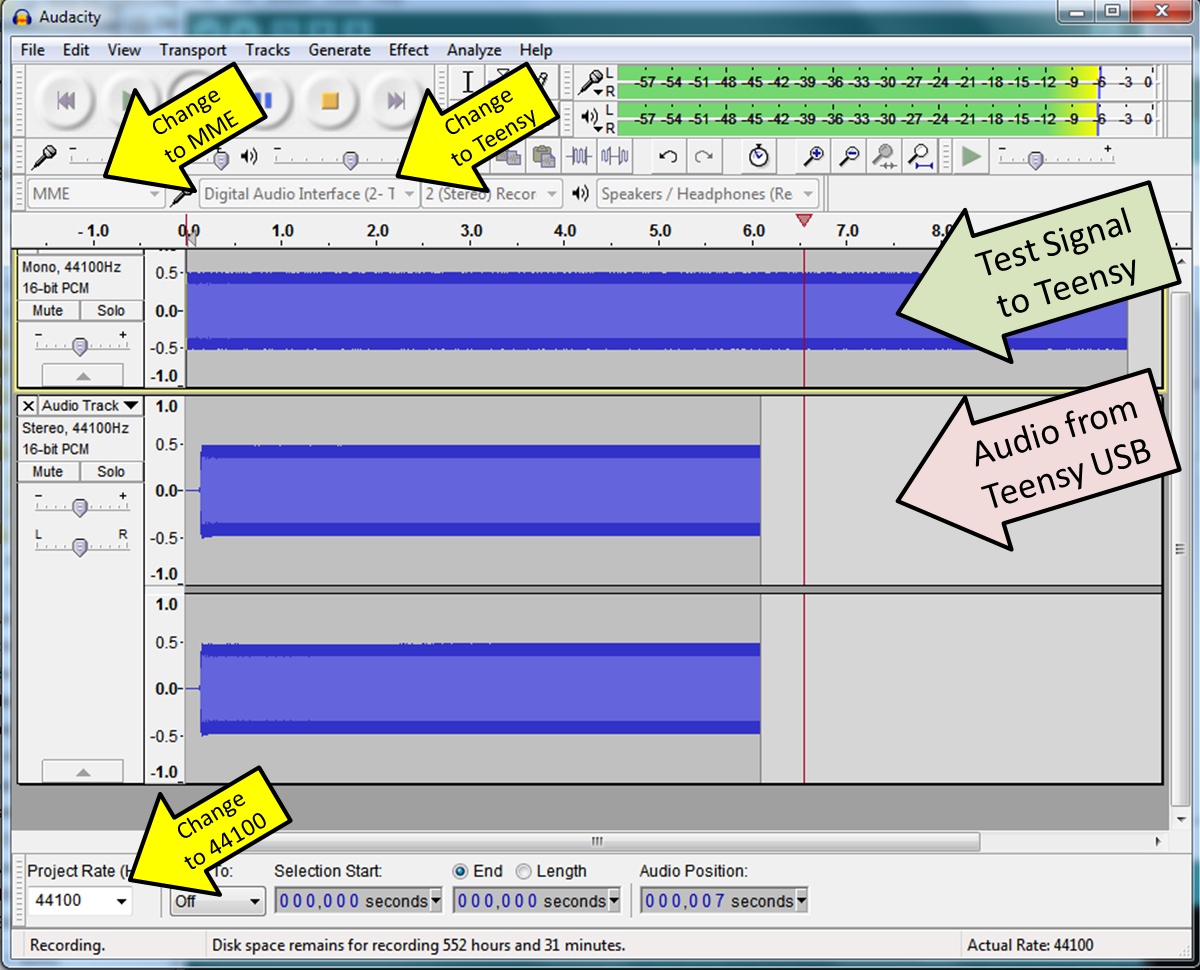 Audacity
File Edit View Transport Tracks Generate Effect Analyze Help
L
R
-57 -54 -51 -48 -45 -42 -39 -36 -33 -30 -27 -24 -21 -18 -15 -12 -9 -6 -3 0
L
R
-57 -54 -51 -48 -45 -42 -39 -36 -33 -30 -27 -24 -21 -18 -15 -12 -9 -6 -3 0
Change
to MME
Change
to Teensy
MME
Digital Audio Interface (2- T
2 (Stereo) Recor
Speakers / Headphones (Re
- 1.0 0.0 1.0 2.0 3.0 4.0 5.0 6.0 7.0 8.0
Test Signal
to Teensy
Mono, 44100Hz
16-bit PCM
Mute Solo
- +
0.5
0.0
-0.5
-1.0
Audio from
Teensy USB
X Audio Track
Stereo, 44100Hz
16-bit PCM
Mute Solo
- +
L R
1.0
0.5
0.0
-0.5
-1.0
1.0
0.5
0.0
-0.5
-1.0
Change
to 44100
Project Rate (H
To:
Selection Start:
End
Length
Audio Position:
44100
Off
000,000 seconds
000,000 seconds
000,007 seconds
Recording.
Disk space remains for recording 552 hours and 31 minutes.
Actual Rate: 44100